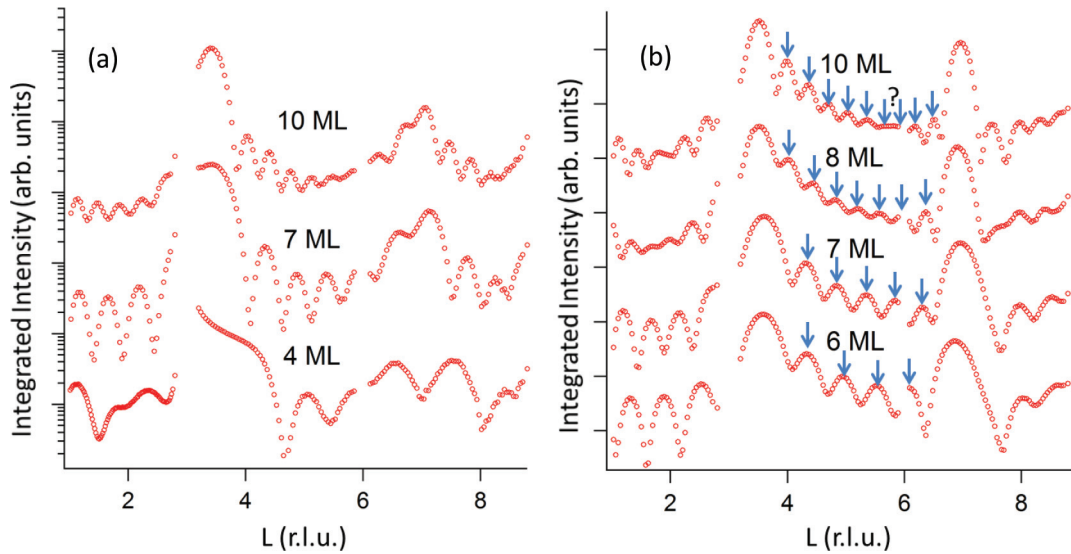 (a)
10 ML
7 ML
4 ML
Integrated Intensity (arb. units)
2 4 6 8
L (r.l.u.)
(b)
10 ML
?
8 ML
7 ML
6 ML
Integrated Intensity (arb. units)
2 4 6 8
L (r.l.u.)